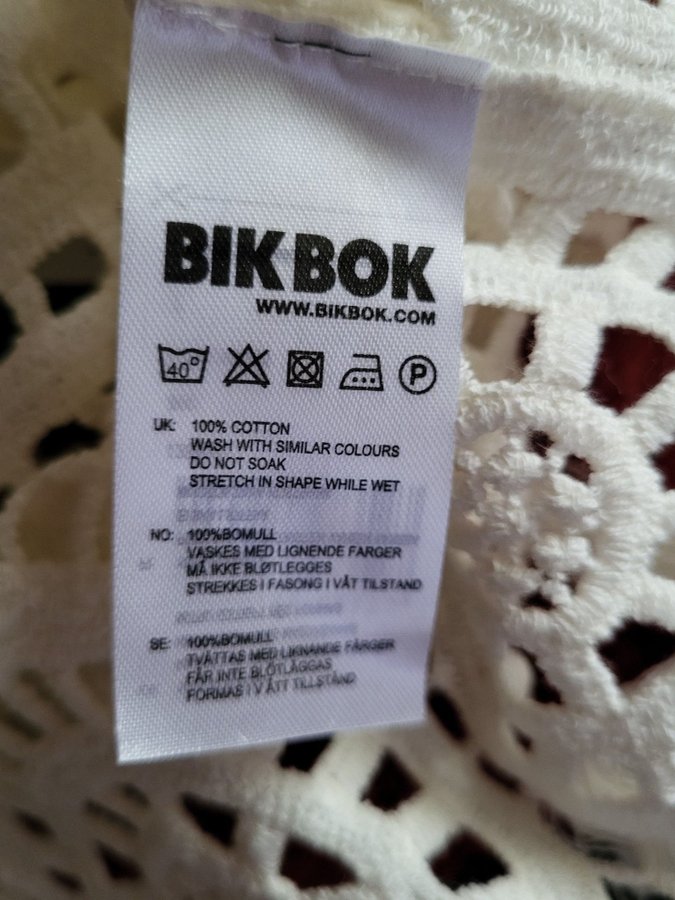 BIK BOK
WWW.BIKBOK.COM
40°
P
UK: 100% COTTON
WASH WITH SIMILAR COLOURS
DO NOT SOAK
STRETCH IN SHAPE WHILE WET
NO: 100%BOMULL
VASKES MED LIGNENDE FARGER
MÅ IKKE BLØTLEGGES
STREKKES I FASONG I VÅT TILSTAND
SE: 100%BOMULL
TVÄTTAS MED LIKNANDE FÄRGER
FÅR INTE BLÖTLÄGGAS
FORMAS I VÅTT TILLSTÅND